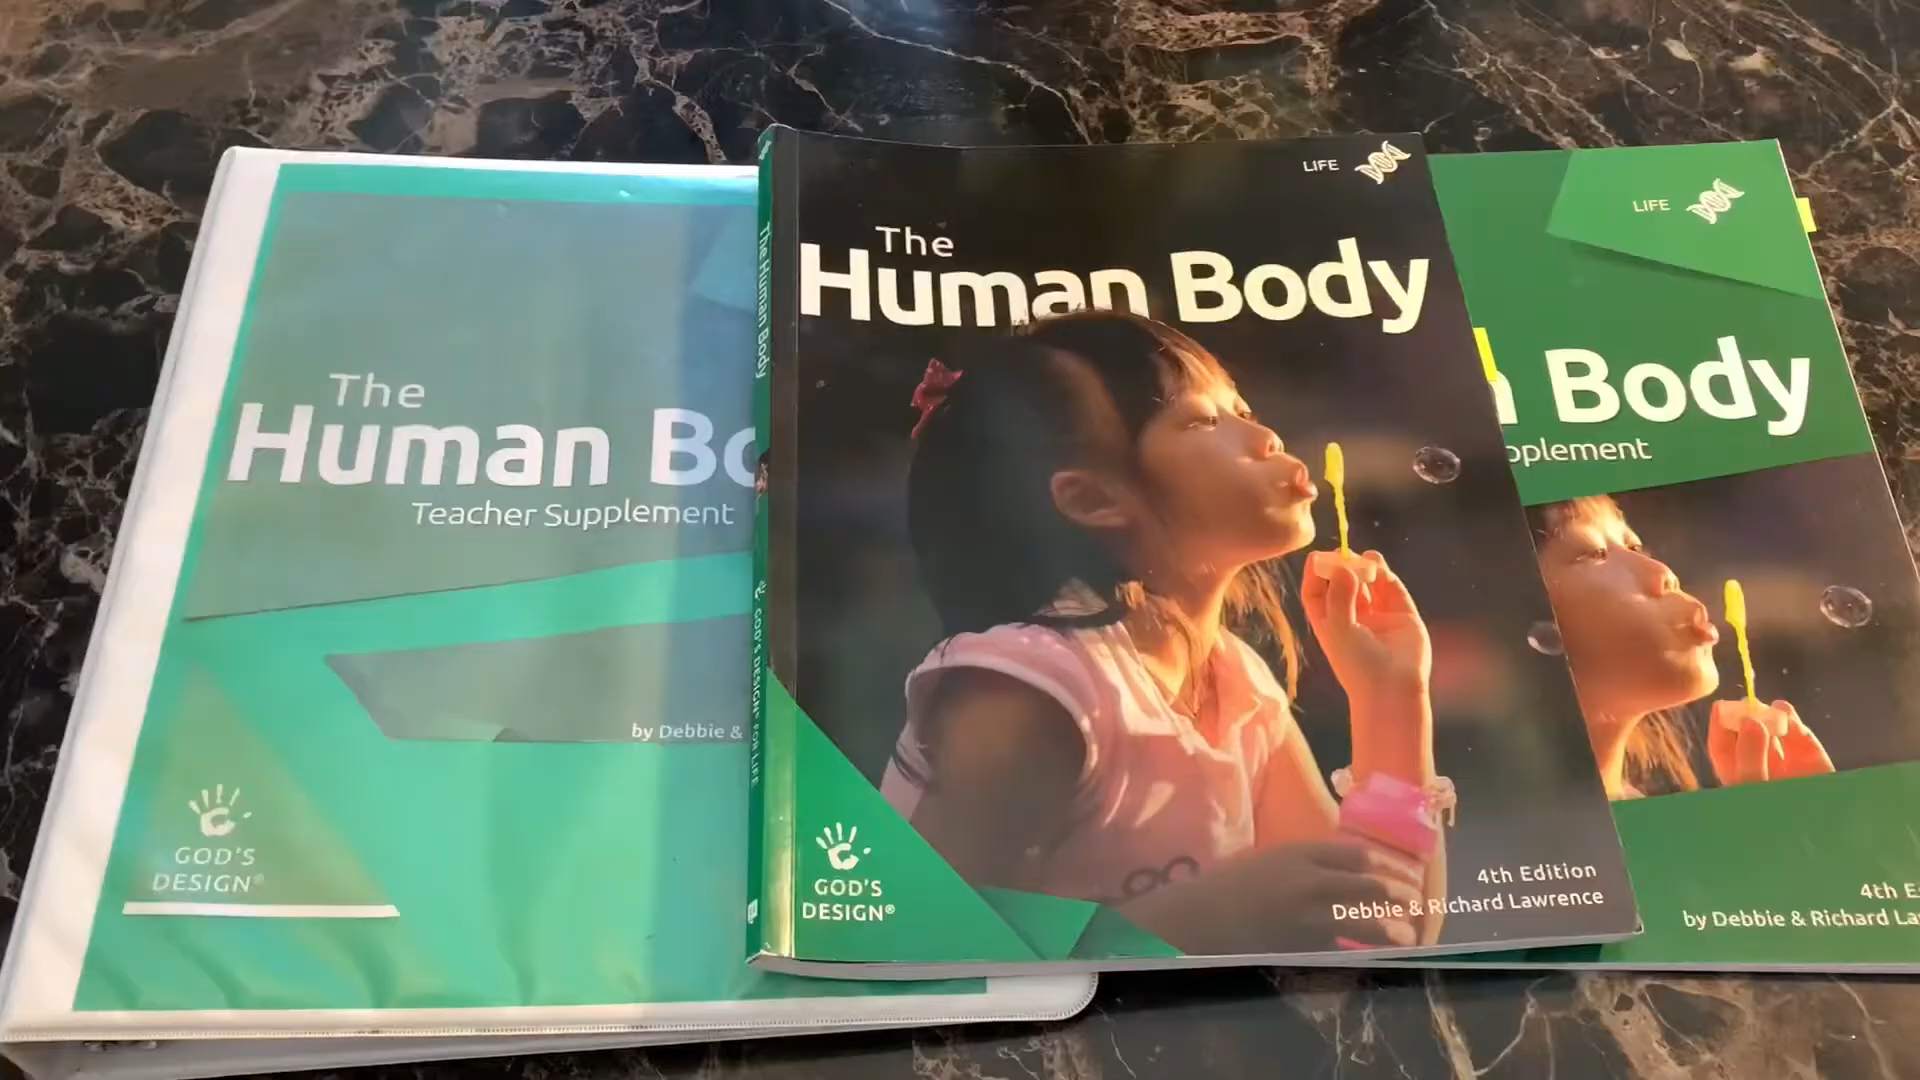 The
Human Bo
Teacher Supplement
by Debbie &
GOD'S
DESIGN®
The Human Body
GOD'S DESIGN® FOR LIFE
LIFE
The
Human Body
GOD'S
DESIGN®
4th Edition
Debbie & Richard Lawrence
LIFE
n Body
pplement
4th E
by Debbie & Richard La